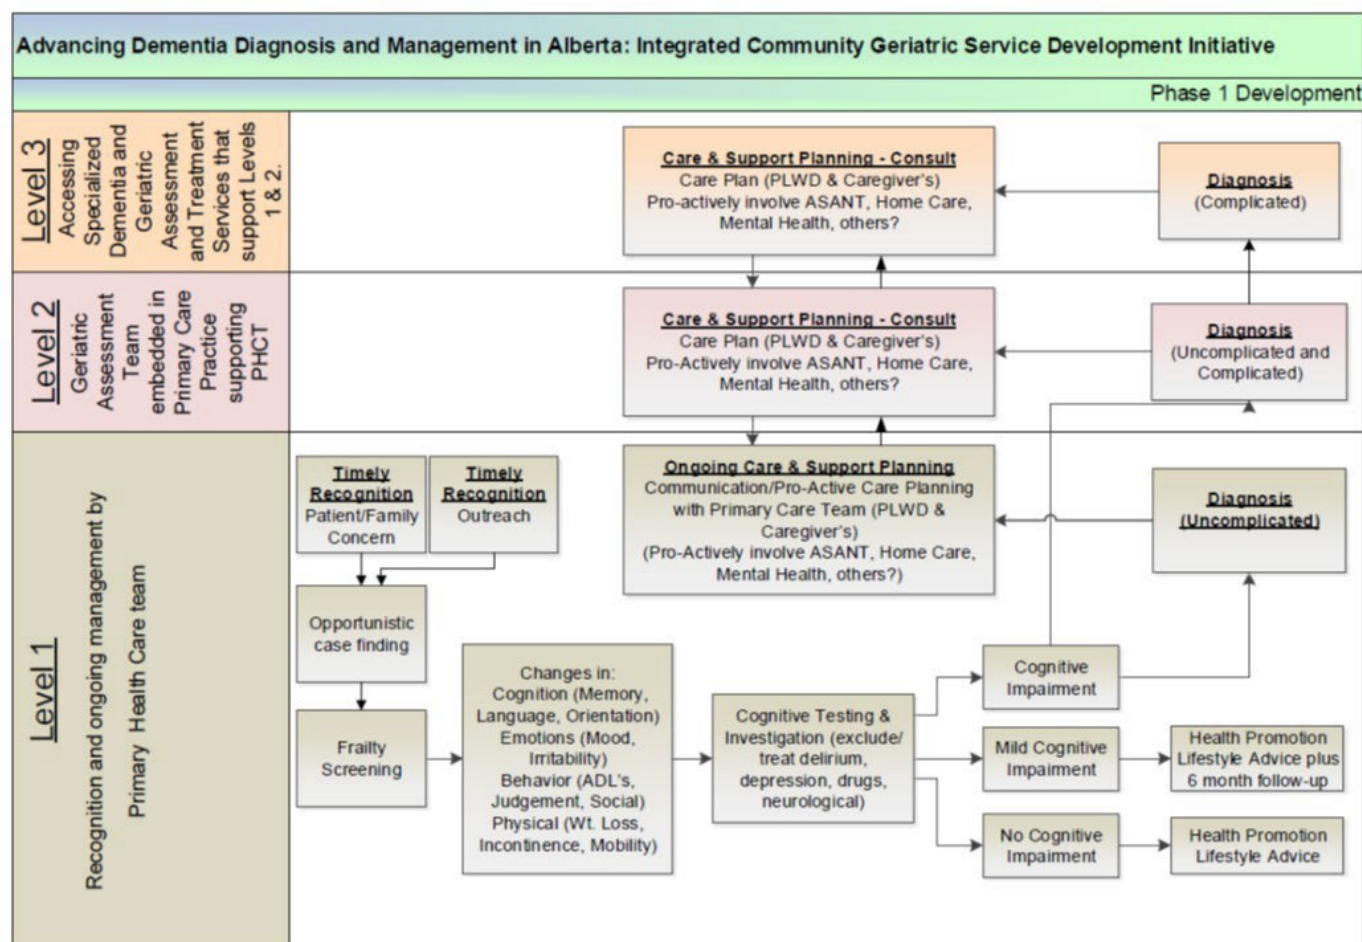 Advancing Dementia Diagnosis and Management in Alberta: Integrated Community Geriatric Service Development Initiative
Phase 1 Development
Level 3
Accessing
Specialized
Dementia and
Geriatric
Assessment
and Treatment
Services that
support Levels
1 & 2.
Care & Support Planning - Consult
Care Plan (PLWD & Caregiver's)
Pro-actively involve ASANT, Home Care,
Mental Health, others?
Diagnosis
(Complicated)
Level 2
Geriatric
Assessment
Team
embedded in
Primary Care
Practice
supporting
PHCT
Care & Support Planning - Consult
Care Plan (PLWD & Caregiver's)
Pro-Actively involve ASANT, Home Care,
Mental Health, others?
Diagnosis
(Uncomplicated and
Complicated)
Level 1
Recognition and ongoing management by
Primary Health Care team
Timely
Recognition
Patient/Family
Concern
Timely
Recognition
Outreach
Ongoing Care & Support Planning
Communication/Pro-Active Care Planning
with Primary Care Team (PLWD &
Caregiver's)
(Pro-Actively involve ASANT, Home Care,
Mental Health, others?)
Diagnosis
(Uncomplicated)
Opportunistic
case finding
Frailty
Screening
Changes in:
Cognition (Memory,
Language, Orientation)
Emotions (Mood,
Irritability)
Behavior (ADL's,
Judgement, Social)
Physical (Wt. Loss,
Incontinence, Mobility)
Cognitive Testing &
Investigation (exclude/
treat delirium,
depression, drugs,
neurological)
Cognitive
Impairment
Mild Cognitive
Impairment
Health Promotion
Lifestyle Advice plus
6 month follow-up
No Cognitive
Impairment
Health Promotion
Lifestyle Advice